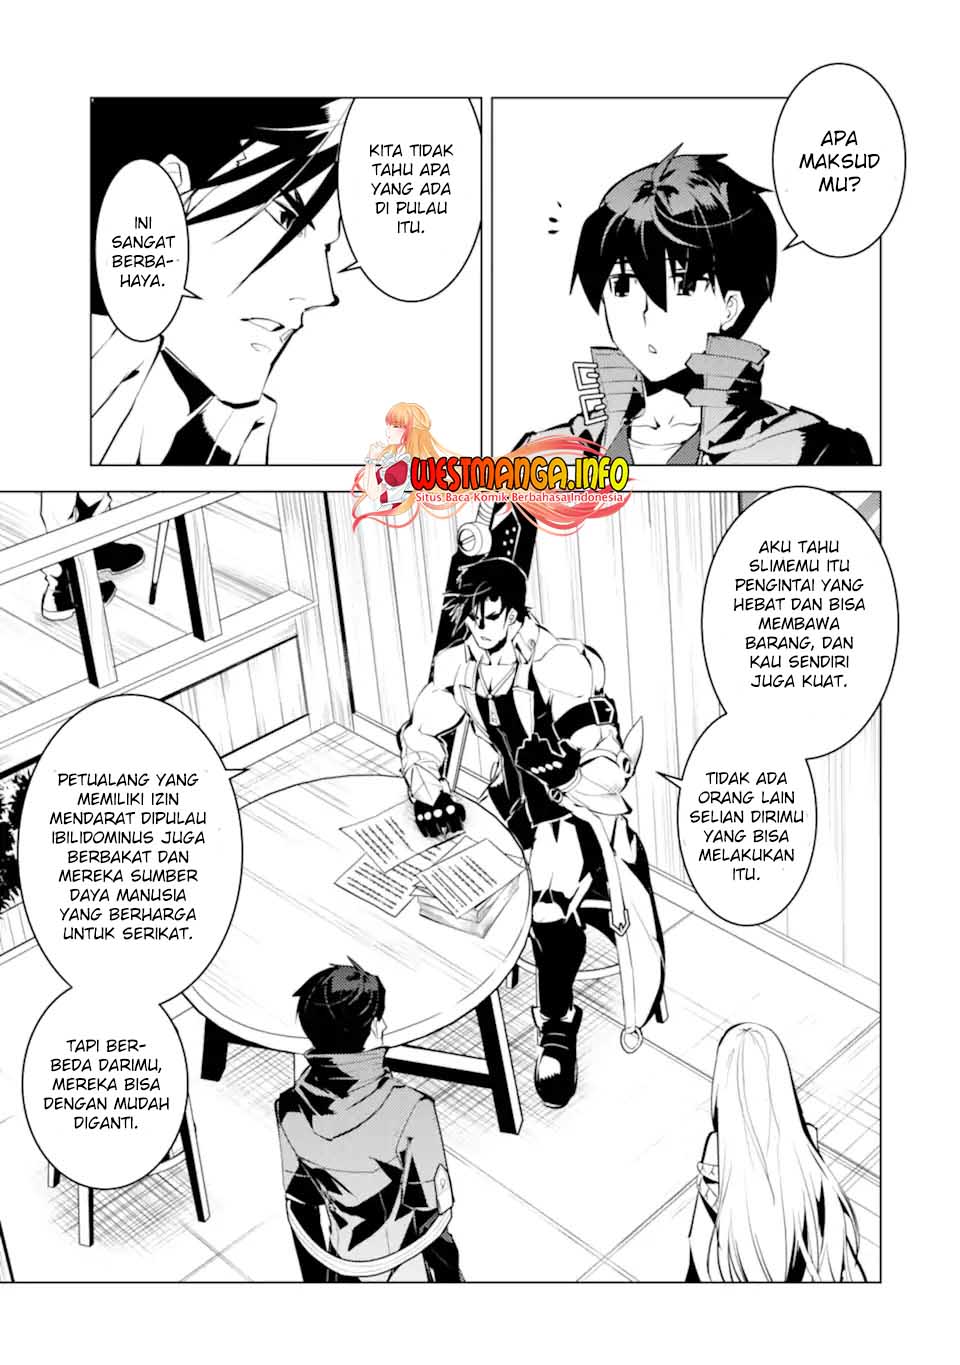 APA
MAKSUD
MU?
KITA TIDAK
TAHU APA
YANG ADA
DI PULAU
ITU.
INI
SANGAT
BERBA-
HAYA.
WESTMANGA.INFO
Situs Baca Komik Berbahasa Indonesia
AKU TAHU
SLIMEMU ITU
PENGINTAI YANG
HEBAT DAN BISA
MEMBAWA
BARANG, DAN
KAU SENDIRI
JUGA KUAT.
TIDAK ADA
ORANG LAIN
SELIAN DIRIMU
YANG BISA
MELAKUKAN
ITU.
PETUALANG YANG
MEMILIKI IZIN
MENDARAT DIPULAU
IBILIDOMINUS JUGA
BERBAKAT DAN
MEREKA SUMBER
DAYA MANUSIA
YANG BERHARGA
UNTUK SERIKAT.
TAPI BER-
BEDA DARIMU,
MEREKA BISA
DENGAN MUDAH
DIGANTI.